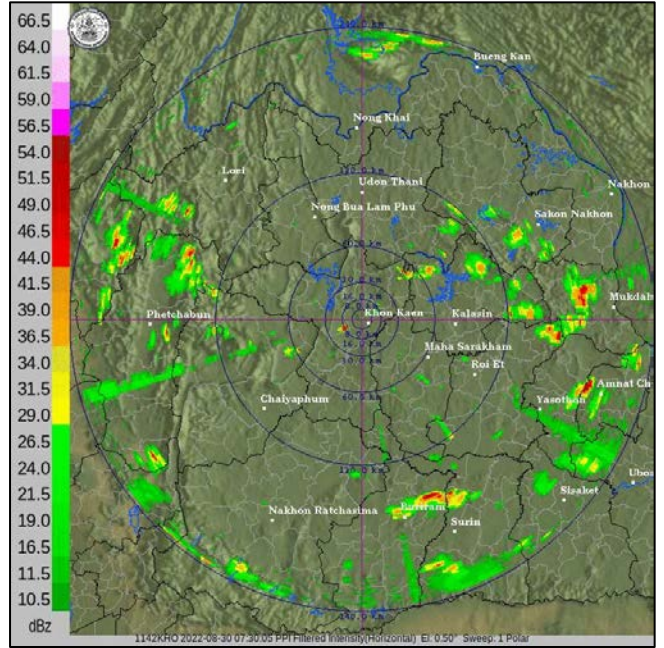 66.5
64.0
61.5
59.0
56.5
54.0
51.5
49.0
46.5
44.0
41.5
39.0
36.5
34.0
31.5
29.0
26.5
24.0
21.5
19.0
16.5
14.0
11.5
10.5
dBz
Bueng Kan
Nong Khai
Loei
Udon Thani
Nakhon
Nong Bua Lam Phu
Sakon Nakhon
Mukdah
Phetchabun
Khon Kaen
Kalasin
Maha Sarakham
Roi Et
Amnat Ch
Chaiyaphum
Yasothon
Ubon
Sisaket
Nakhon Ratchasima
Buriram
Surin
1142KHO 2022-08-30 07:30:05 PPI Filtered Intensity(Horizontal) El: 0.50° Sweep: 1 Polar